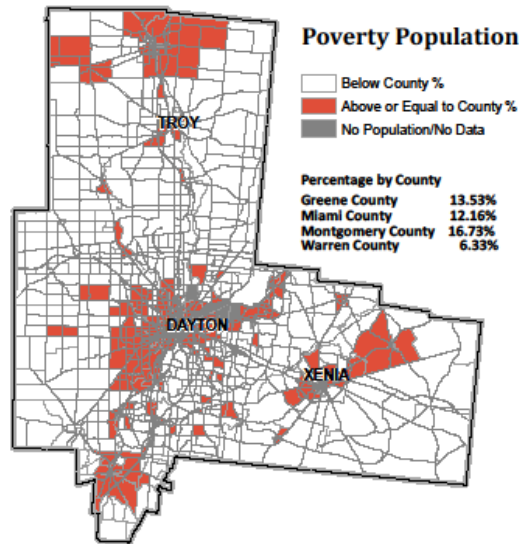 Poverty Population
Below County %
Above or Equal to County %
No Population/No Data
Percentage by County
Greene County 13.53%
Miami County 12.16%
Montgomery County 16.73%
Warren County 6.33%
TROY
DAYTON
XENIA